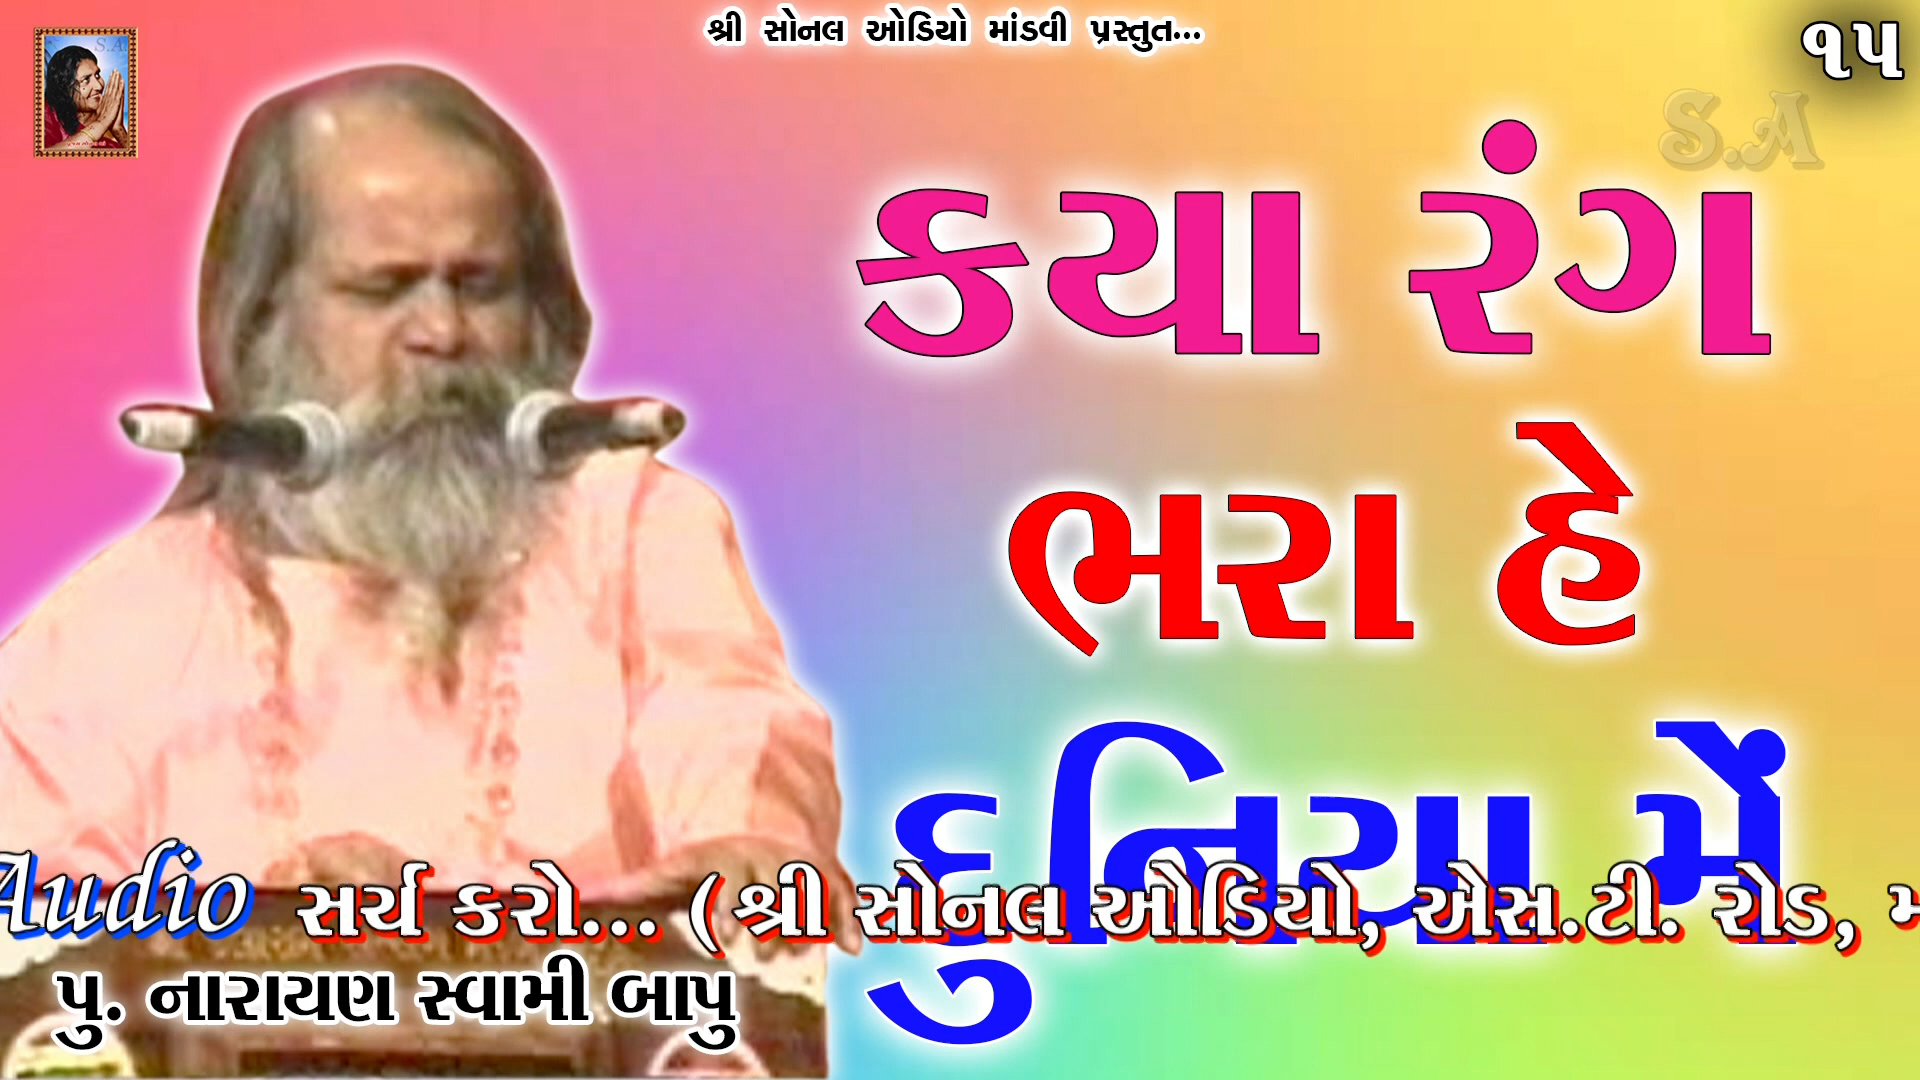 શ્રી સોનલ ઓડિયો માંડવી પ્રસ્તુત...
૧૫
S.A
કયા રંગ
ભરા હે
દુનિયા મેં
Audio સર્ચ કરો... (શ્રી સોનલ ઓડિયો, એસ.ટી. રોડ,
પુ. નારાયણ સ્વામી બાપુ